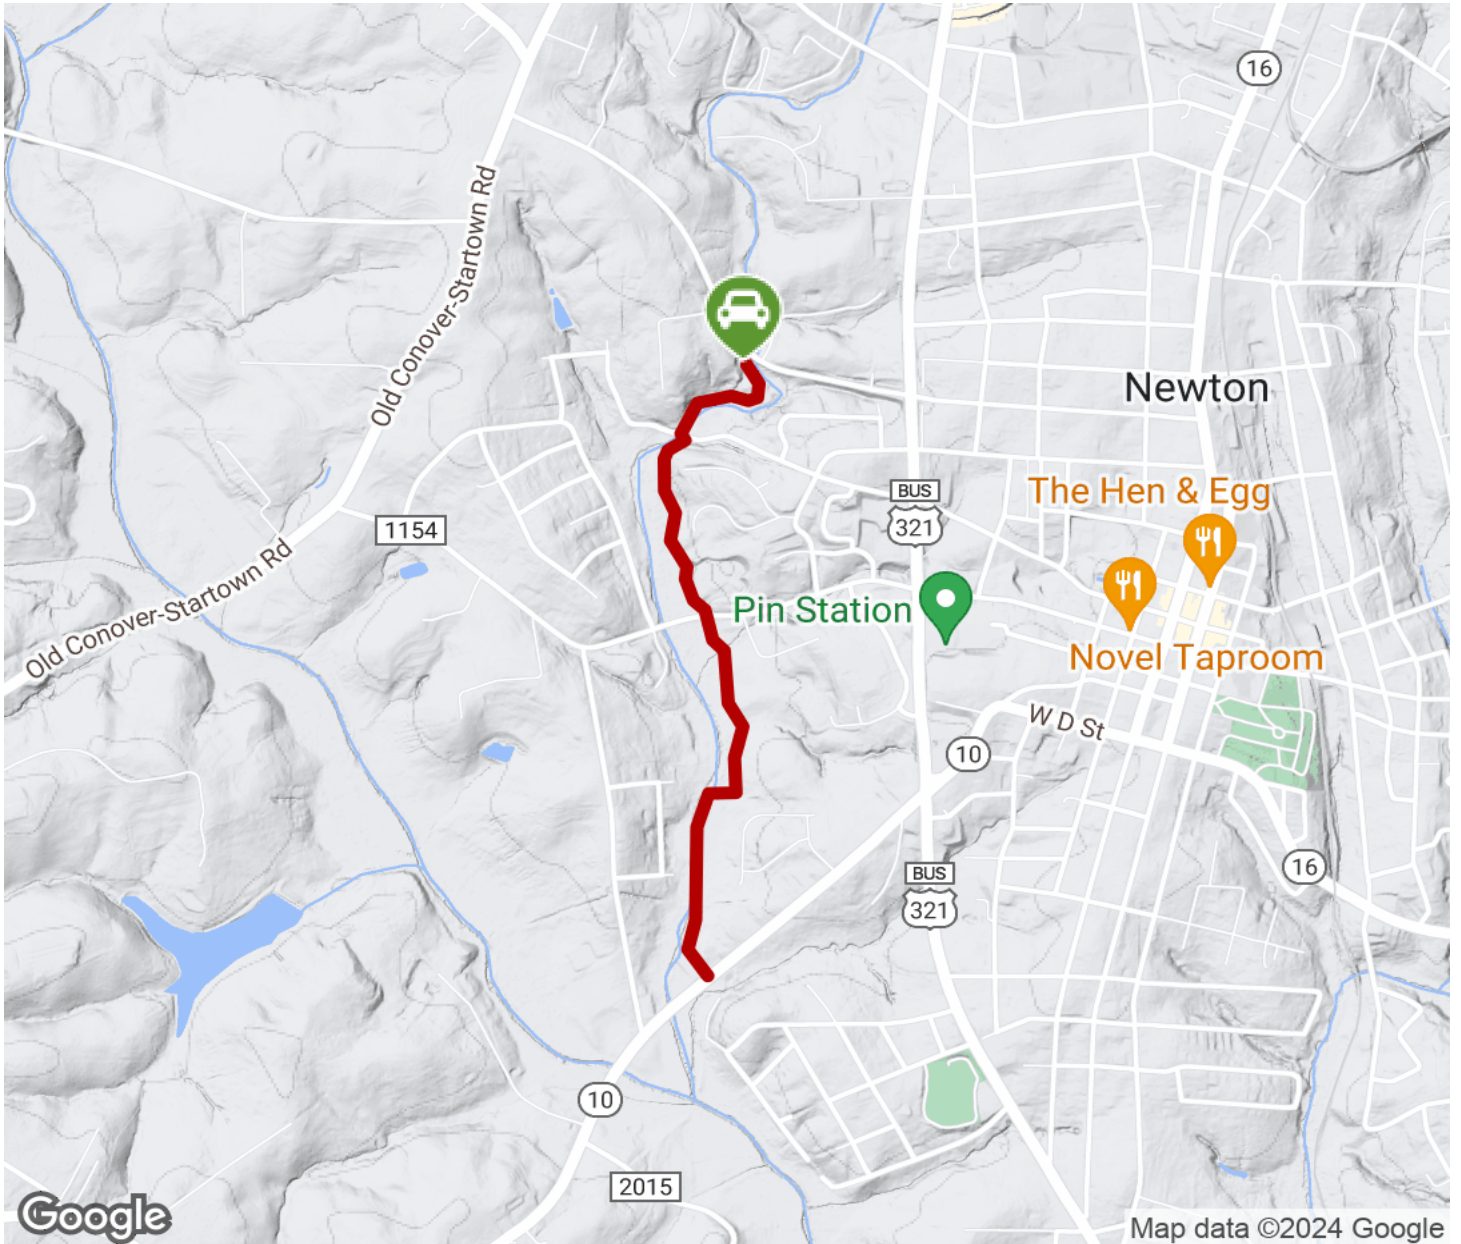 16
Old Conover-Startown Rd
Newton
The Hen & Egg
BUS
321
1154
Old Conover-Startown Rd
Pin Station
Novel Taproom
W D St
10
16
BUS
321
10
2015
Google
Map data ©2024 Google